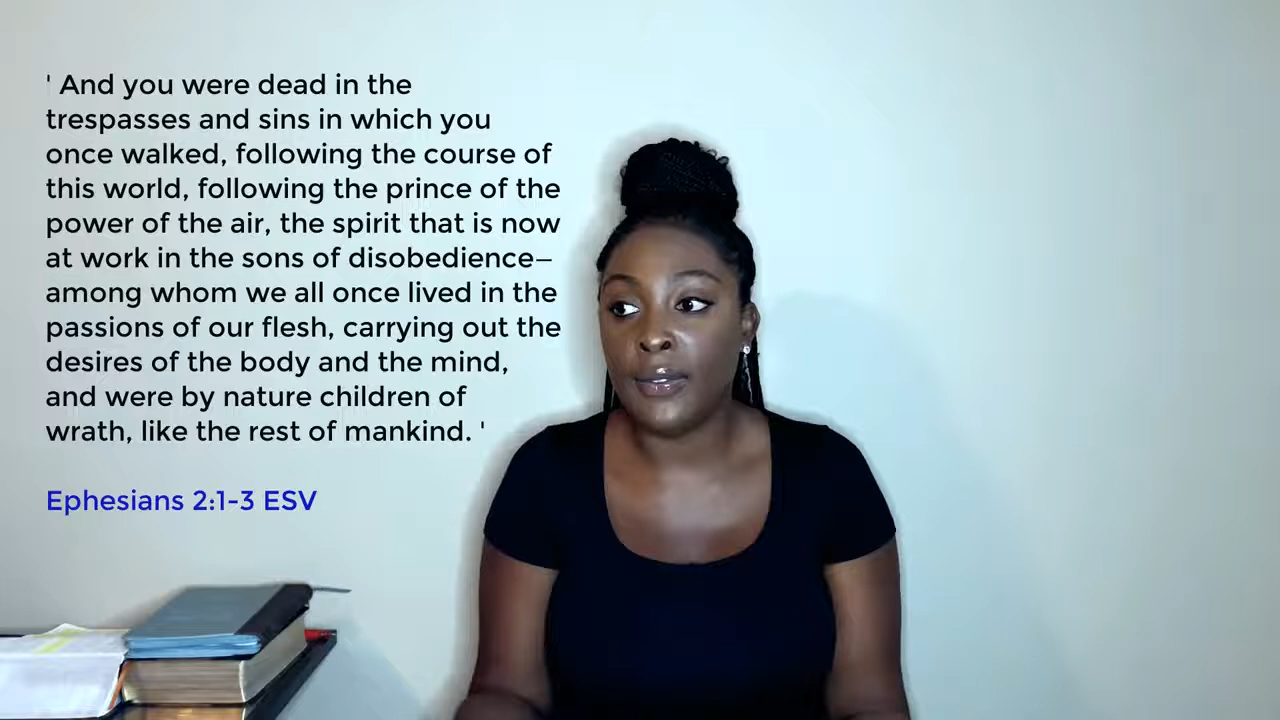 ' And you were dead in the
trespasses and sins in which you
once walked, following the course of
this world, following the prince of the
power of the air, the spirit that is now
at work in the sons of disobedience—
among whom we all once lived in the
passions of our flesh, carrying out the
desires of the body and the mind,
and were by nature children of
wrath, like the rest of mankind. '
Ephesians 2:1-3 ESV